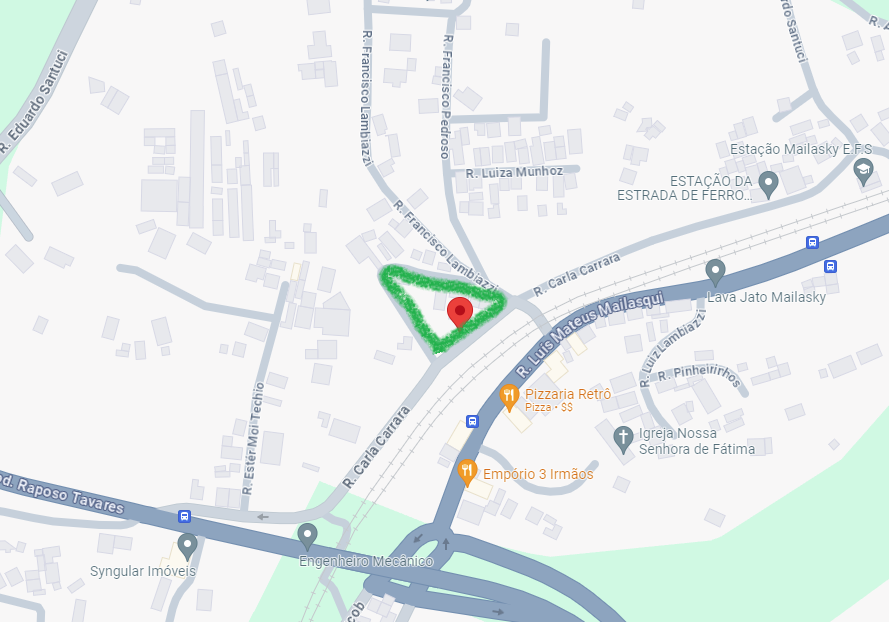 R. Eduardo Santuci
R. Francisco Lambiazzi
R. Francisco Pedroso
R. Luiza Munhoz
Estação Mailasky E.F.S
ESTAÇÃO DA
ESTRADA DE FERRO...
R. Francisco Lambiazzi
R. Carla Carrara
R. Luís Mateus Mailasqui
Lava Jato Mailasky
R. Luiz Lambiazzi
R. Pinheirinhos
Pizzaria Retrô
Pizza • $$
Igreja Nossa
Senhora de Fátima
R. Ester Moi Techio
R. Carla Carrara
Empório 3 Irmãos
Raposo Tavares
Engenheiro Mecânico
Syngular Imóveis